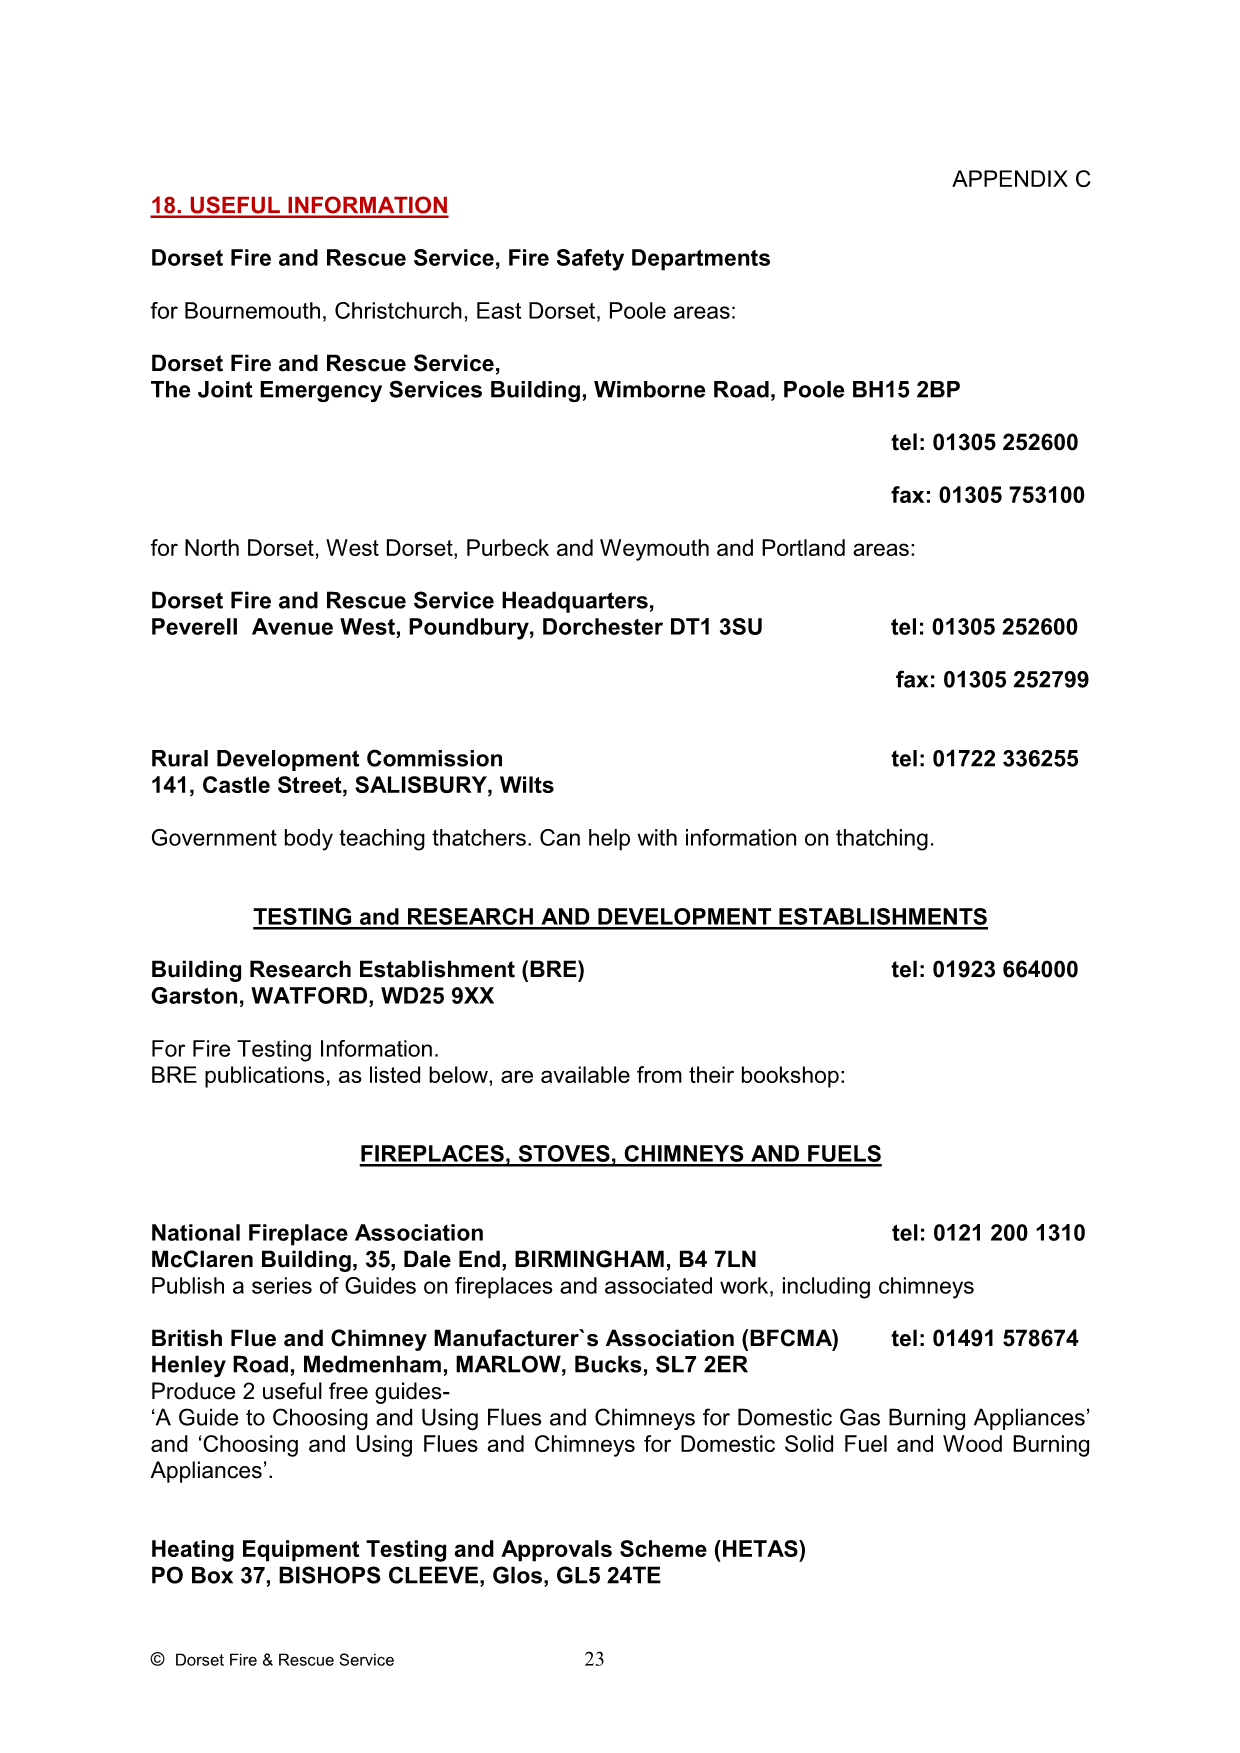 APPENDIX C
18. USEFUL INFORMATION
Dorset Fire and Rescue Service, Fire Safety Departments
for Bournemouth, Christchurch, East Dorset, Poole areas:
Dorset Fire and Rescue Service,
The Joint Emergency Services Building, Wimborne Road, Poole BH15 2BP
tel: 01305 252600
fax: 01305 753100
for North Dorset, West Dorset, Purbeck and Weymouth and Portland areas:
Dorset Fire and Rescue Service Headquarters,
Peverell  Avenue West, Poundbury, Dorchester DT1 3SU tel: 01305 252600
fax: 01305 252799
Rural Development Commission tel: 01722 336255
141, Castle Street, SALISBURY, Wilts
Government body teaching thatchers. Can help with information on thatching.
TESTING and RESEARCH AND DEVELOPMENT ESTABLISHMENTS
Building Research Establishment (BRE) tel: 01923 664000
Garston, WATFORD, WD25 9XX
For Fire Testing Information.
BRE publications, as listed below, are available from their bookshop:
FIREPLACES, STOVES, CHIMNEYS AND FUELS
National Fireplace Association tel: 0121 200 1310
McClaren Building, 35, Dale End, BIRMINGHAM, B4 7LN
Publish a series of Guides on fireplaces and associated work, including chimneys
British Flue and Chimney Manufacturer`s Association (BFCMA) tel: 01491 578674
Henley Road, Medmenham, MARLOW, Bucks, SL7 2ER
Produce 2 useful free guides-
‘A Guide to Choosing and Using Flues and Chimneys for Domestic Gas Burning Appliances’
and ‘Choosing and Using Flues and Chimneys for Domestic Solid Fuel and Wood Burning
Appliances’.
Heating Equipment Testing and Approvals Scheme (HETAS)
PO Box 37, BISHOPS CLEEVE, Glos, GL5 24TE
© Dorset Fire & Rescue Service 23